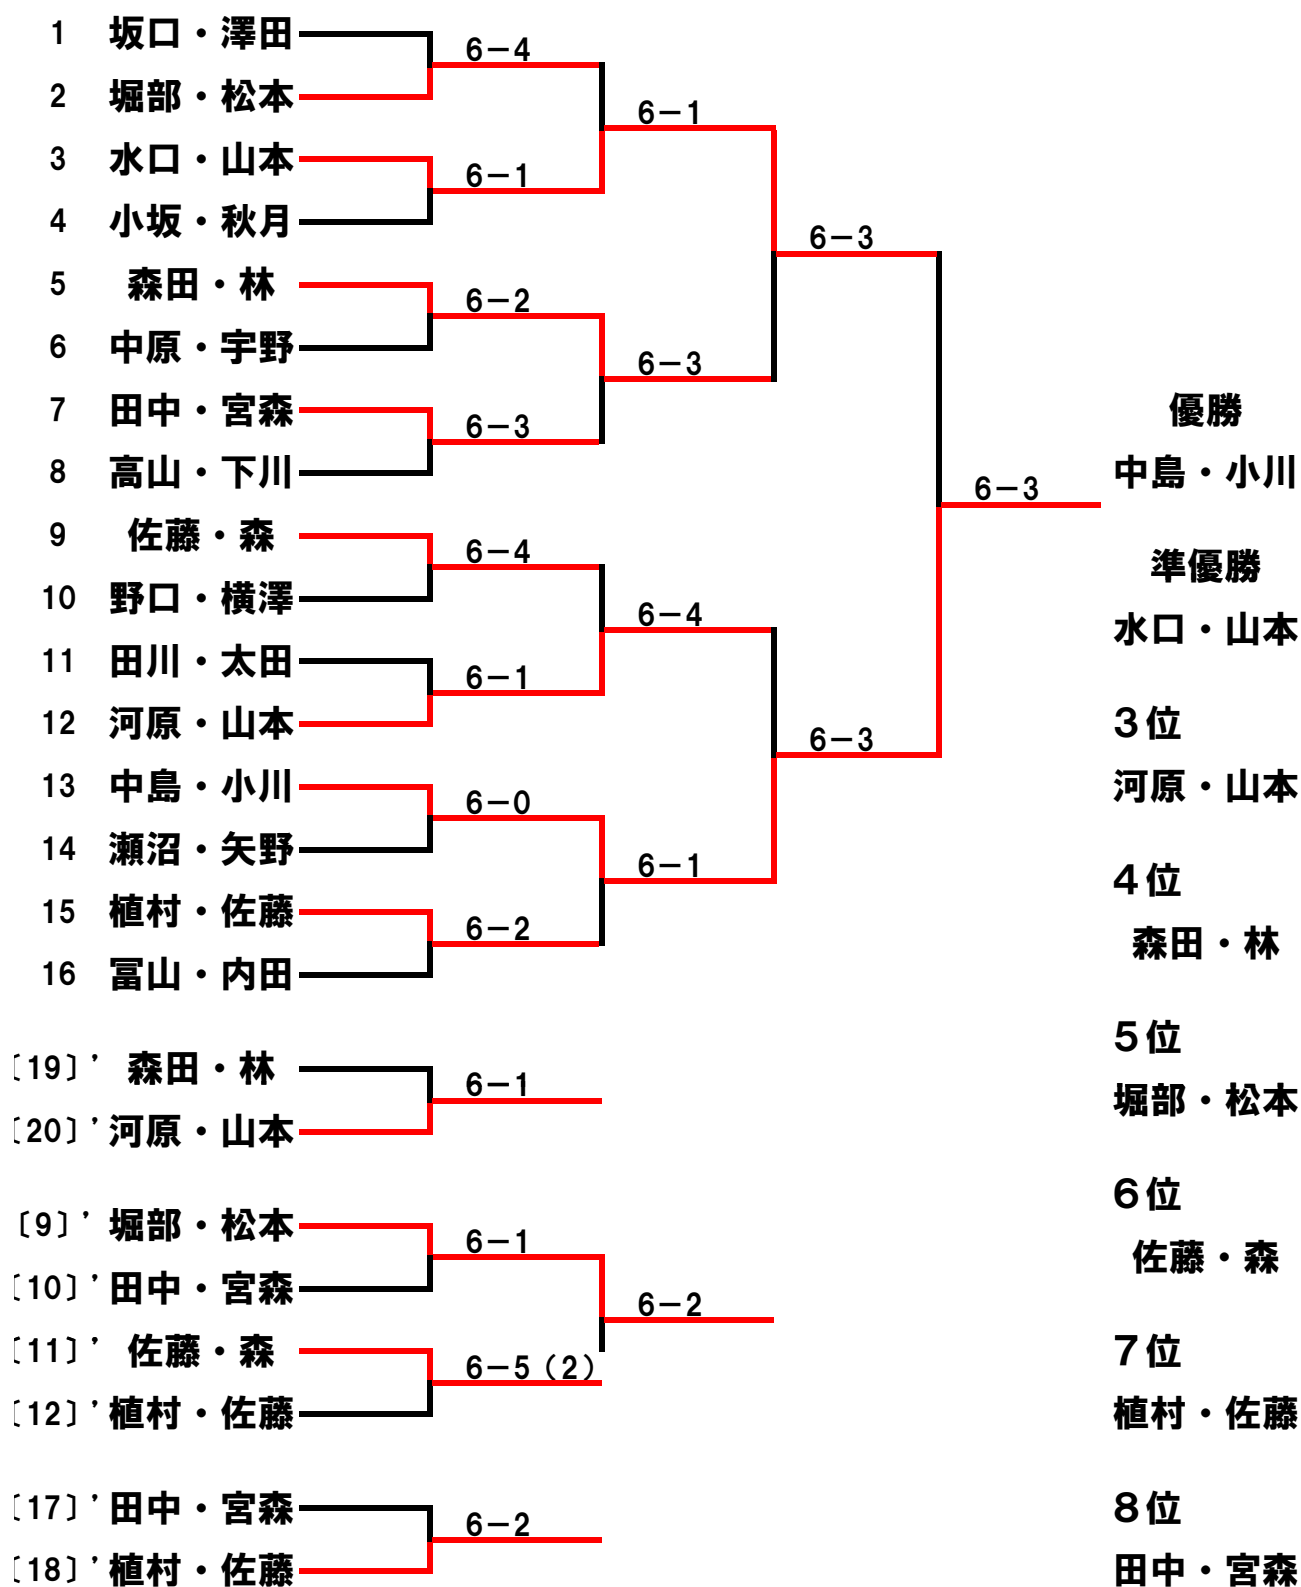 1 坂口・澤田
6－4
2 堀部・松本
6－1
3 水口・山本
6－1
4 小坂・秋月
6－3
5 森田・林
6－2
6 中原・宇野
6－3
7 田中・宮森
6－3
8 高山・下川
9 佐藤・森
6－4
10 野口・横澤
6－4
11 田川・太田
6－1
12 河原・山本
6－3
13 中島・小川
6－0
14 瀬沼・矢野
6－1
15 植村・佐藤
6－2
16 冨山・内田
6－3
〔19〕’ 森田・林
6－1
〔20〕’ 河原・山本
〔9〕’ 堀部・松本
6－1
〔10〕’ 田中・宮森
6－2
〔11〕’ 佐藤・森
6－5（2）
〔12〕’ 植村・佐藤
〔17〕’ 田中・宮森
6－2
〔18〕’ 植村・佐藤
優勝
中島・小川
準優勝
水口・山本
３位
河原・山本
４位
森田・林
５位
堀部・松本
６位
佐藤・森
７位
植村・佐藤
８位
田中・宮森